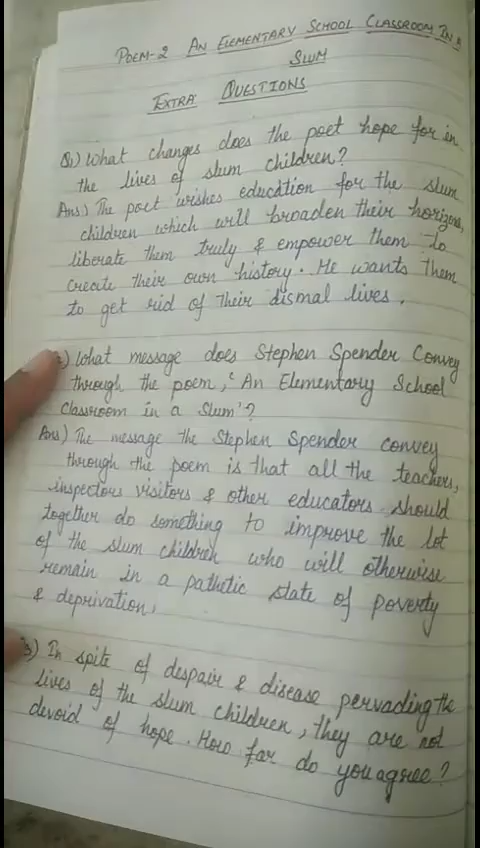 POEM-2 AN ELEMENTARY SCHOOL CLASSROOM IN A
SLUM
EXTRA QUESTIONS
Q1) What changes does the poet hope for in
the lives of slum children?
Ans) The poet wishes education for the slum
children which will broaden their horizons,
liberate them truly & empower them to
create their own history. He wants them
to get rid of their dismal lives.
2) What message does Stephen Spender Convey
through the poem, 'An Elementary School
Classroom in a Slum'?
Ans) The message the Stephen Spender convey
through the poem is that all the teachers,
inspectors visitors & other educators should
together do something to improve the lot
of the slum children who will otherwise
remain in a pathetic state of poverty
& deprivation.
3) In spite of despair & disease pervading the
lives of the slum children, they are not
devoid of hope. How far do you agree?